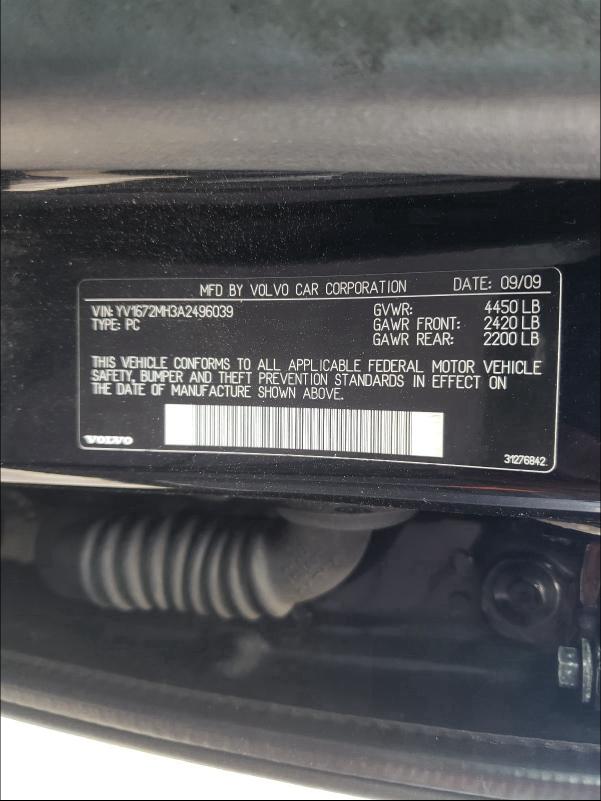 MFD BY VOLVO CAR CORPORATION DATE: 09/09
VIN: YV1672MH3A2496039 GVWR: 4450 LB
TYPE: PC GAWR FRONT: 2420 LB
GAWR REAR: 2200 LB
THIS VEHICLE CONFORMS TO ALL APPLICABLE FEDERAL MOTOR VEHICLE
SAFETY, BUMPER AND THEFT PREVENTION STANDARDS IN EFFECT ON
THE DATE OF MANUFACTURE SHOWN ABOVE.
VOLVO
31276842